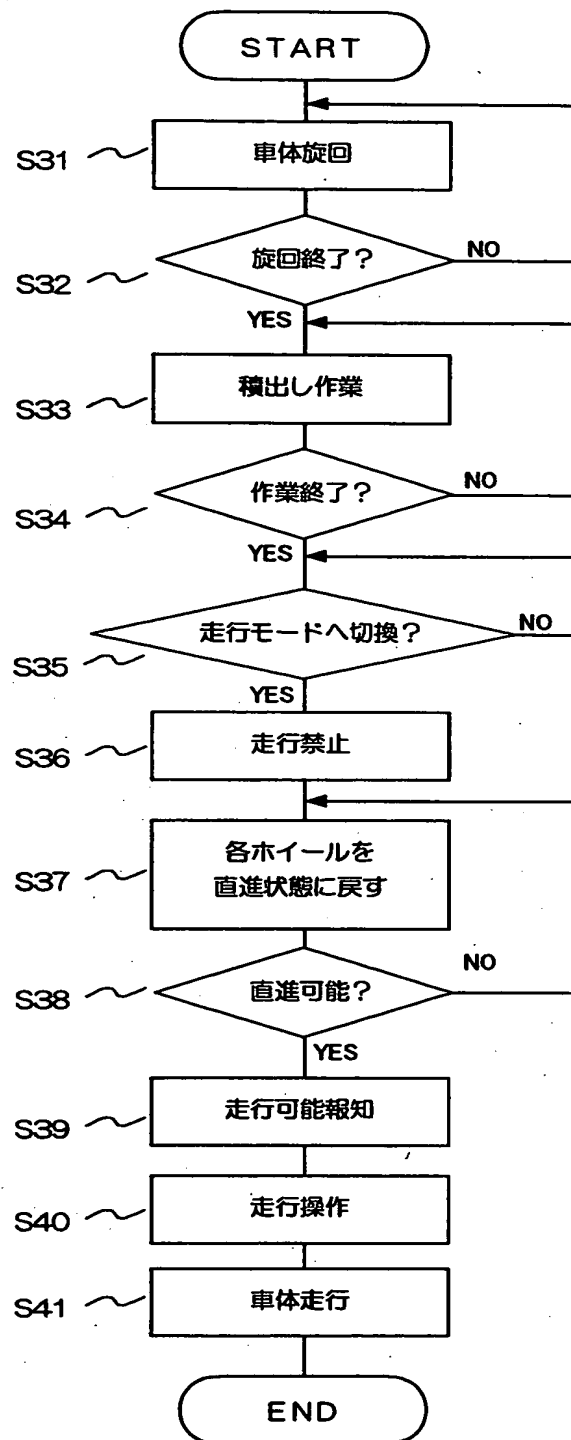 START
S31
車体旋回
S32
旋回終了?
NO
YES
S33
積出し作業
S34
作業終了?
NO
YES
S35
走行モードへ切換?
NO
YES
S36
走行禁止
S37
各ホイールを
直進状態に戻す
S38
直進可能?
NO
YES
S39
走行可能報知
S40
走行操作
S41
車体走行
END